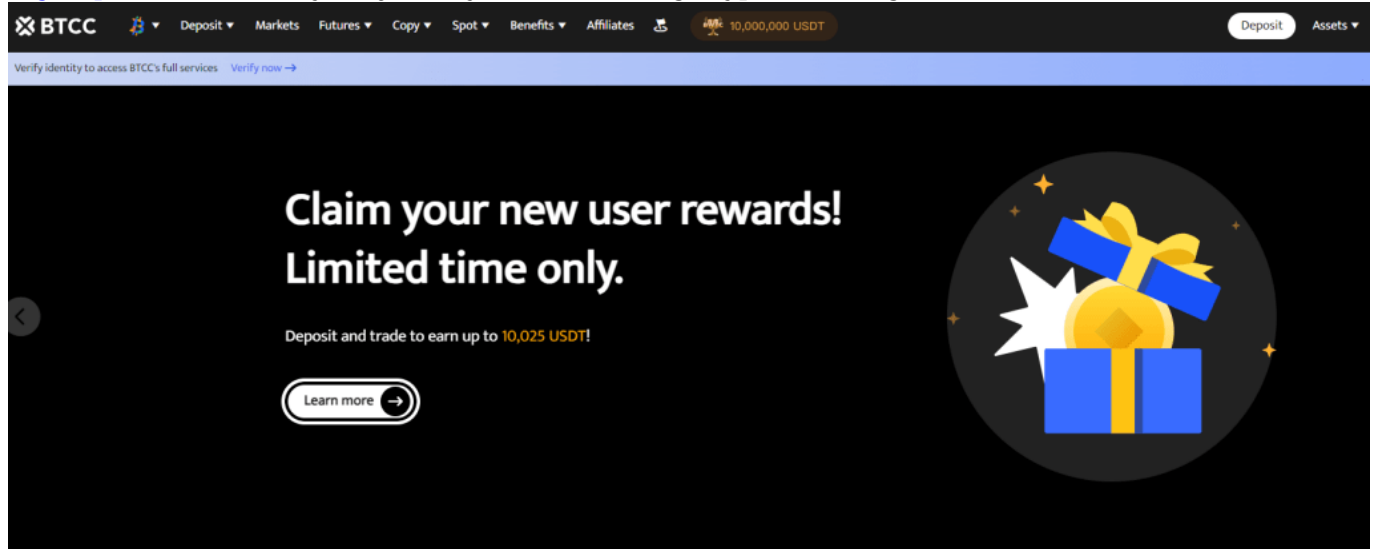 BTCC Deposit ▾ Markets Futures ▾ Copy ▾ Spot ▾ Benefits ▾ Affiliates 10,000,000 USDT Deposit Assets ▾
Verify identity to access BTCC's full services Verify now →
Claim your new user rewards!
Limited time only.
Deposit and trade to earn up to 10,025 USDT!
Learn more